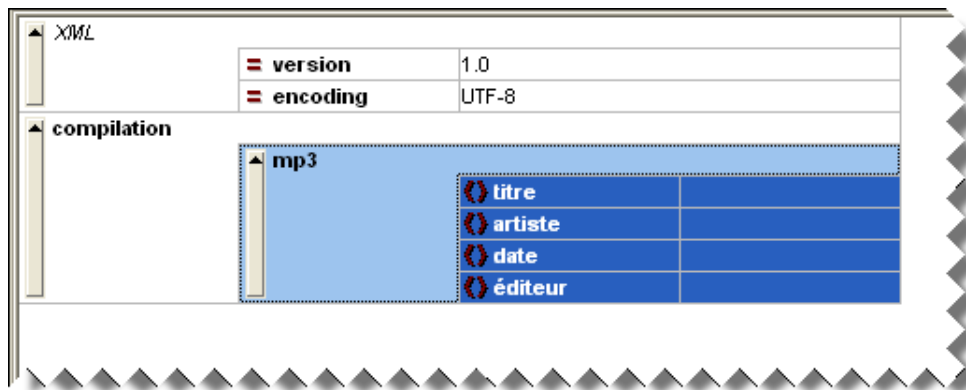 XML
version 1.0
encoding UTF-8
compilation
mp3
titre
artiste
date
éditeur